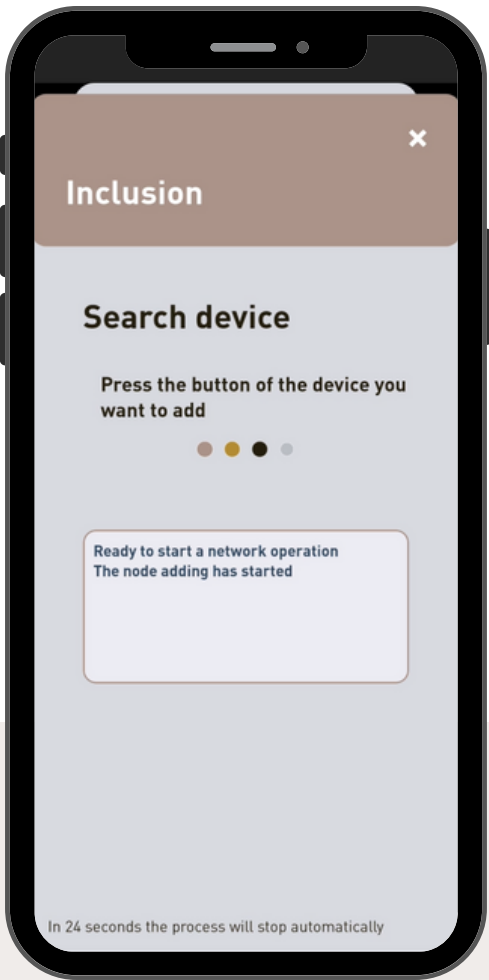 Inclusion
Search device
Press the button of the device you
want to add
Ready to start a network operation
The node adding has started
In 24 seconds the process will stop automatically